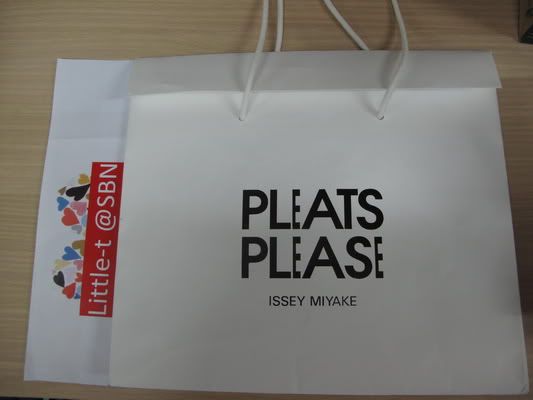 PLEATS
PLEASE
ISSEY MIYAKE
Little-t @SBN